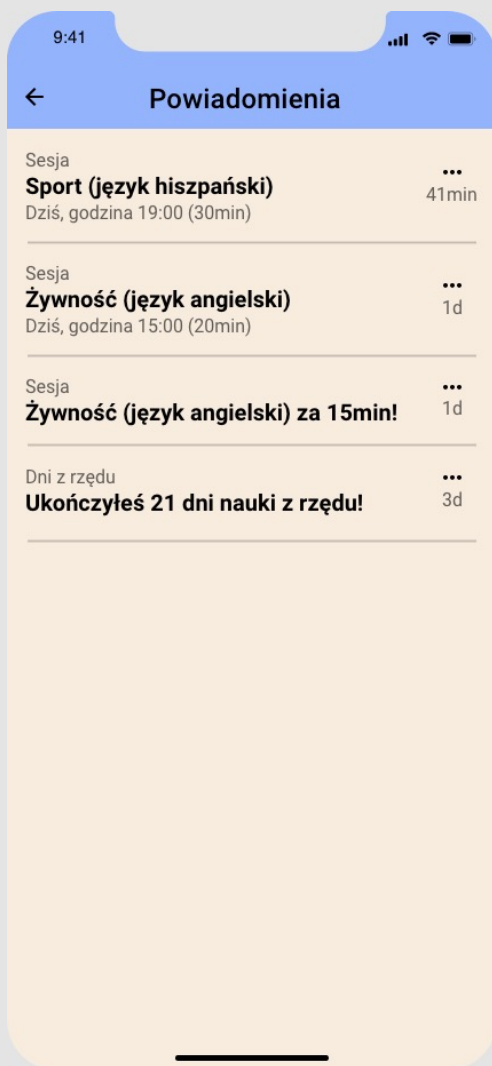 9:41
Powiadomienia
Sesja
Sport (język hiszpański)
Dziś, godzina 19:00 (30min)
41min
Sesja
Żywność (język angielski)
Dziś, godzina 15:00 (20min)
1d
Sesja
Żywność (język angielski) za 15min!
1d
Dni z rzędu
Ukończyłeś 21 dni nauki z rzędu!
3d